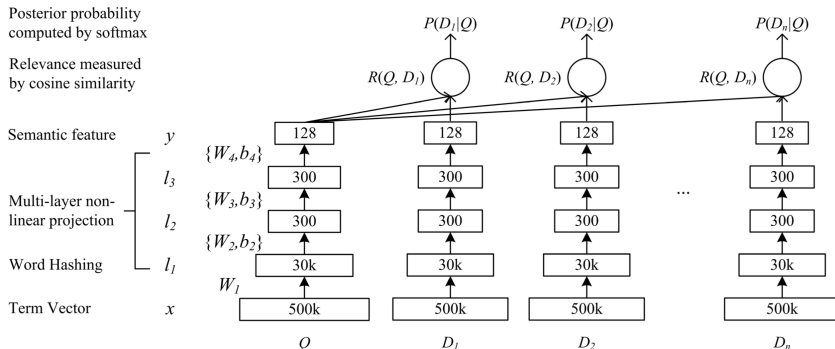 Posterior probability
computed by softmax
P(D1|Q) P(D2|Q) P(Dn|Q)
Relevance measured
by cosine similarity
R(Q, D1) R(Q, D2) R(Q, Dn)
Semantic feature y 128 128 128 128
{W4,b4}
l3 300 300 300 300
Multi-layer non-
linear projection
{W3,b3}
...
l2 300 300 300 300
{W2,b2}
Word Hashing l1 30k 30k 30k 30k
W1
Term Vector x 500k 500k 500k 500k
Q D1 D2 Dn